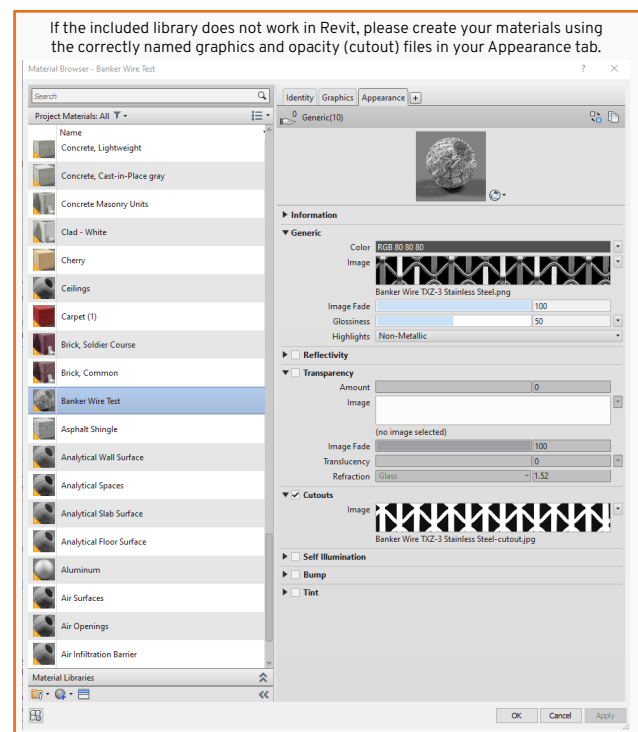 If the included library does not work in Revit, please create your materials using
the correctly named graphics and opacity (cutout) files in your Appearance tab.
Material Browser - Banker Wire Test
?
Search
Project Materials: All
Name
Concrete, Lightweight
Concrete, Cast-in-Place gray
Concrete Masonry Units
Clad - White
Cherry
Ceilings
Carpet (1)
Brick, Soldier Course
Brick, Common
Banker Wire Test
Asphalt Shingle
Analytical Wall Surface
Analytical Spaces
Analytical Slab Surface
Analytical Floor Surface
Aluminum
Air Surfaces
Air Openings
Air Infiltration Barrier
Material Libraries
Identity Graphics Appearance +
0 Generic(10)
Information
Generic
Color RGB 80 80 80
Image
Banker Wire TXZ-3 Stainless Steel.png
Image Fade 100
Glossiness 50
Highlights Non-Metallic
Reflectivity
Transparency
Amount 0
Image
(no image selected)
Image Fade 100
Translucency 0
Refraction Glass 1.52
Cutouts
Image
Banker Wire TXZ-3 Stainless Steel-cutout.jpg
Self Illumination
Bump
Tint
OK Cancel Apply